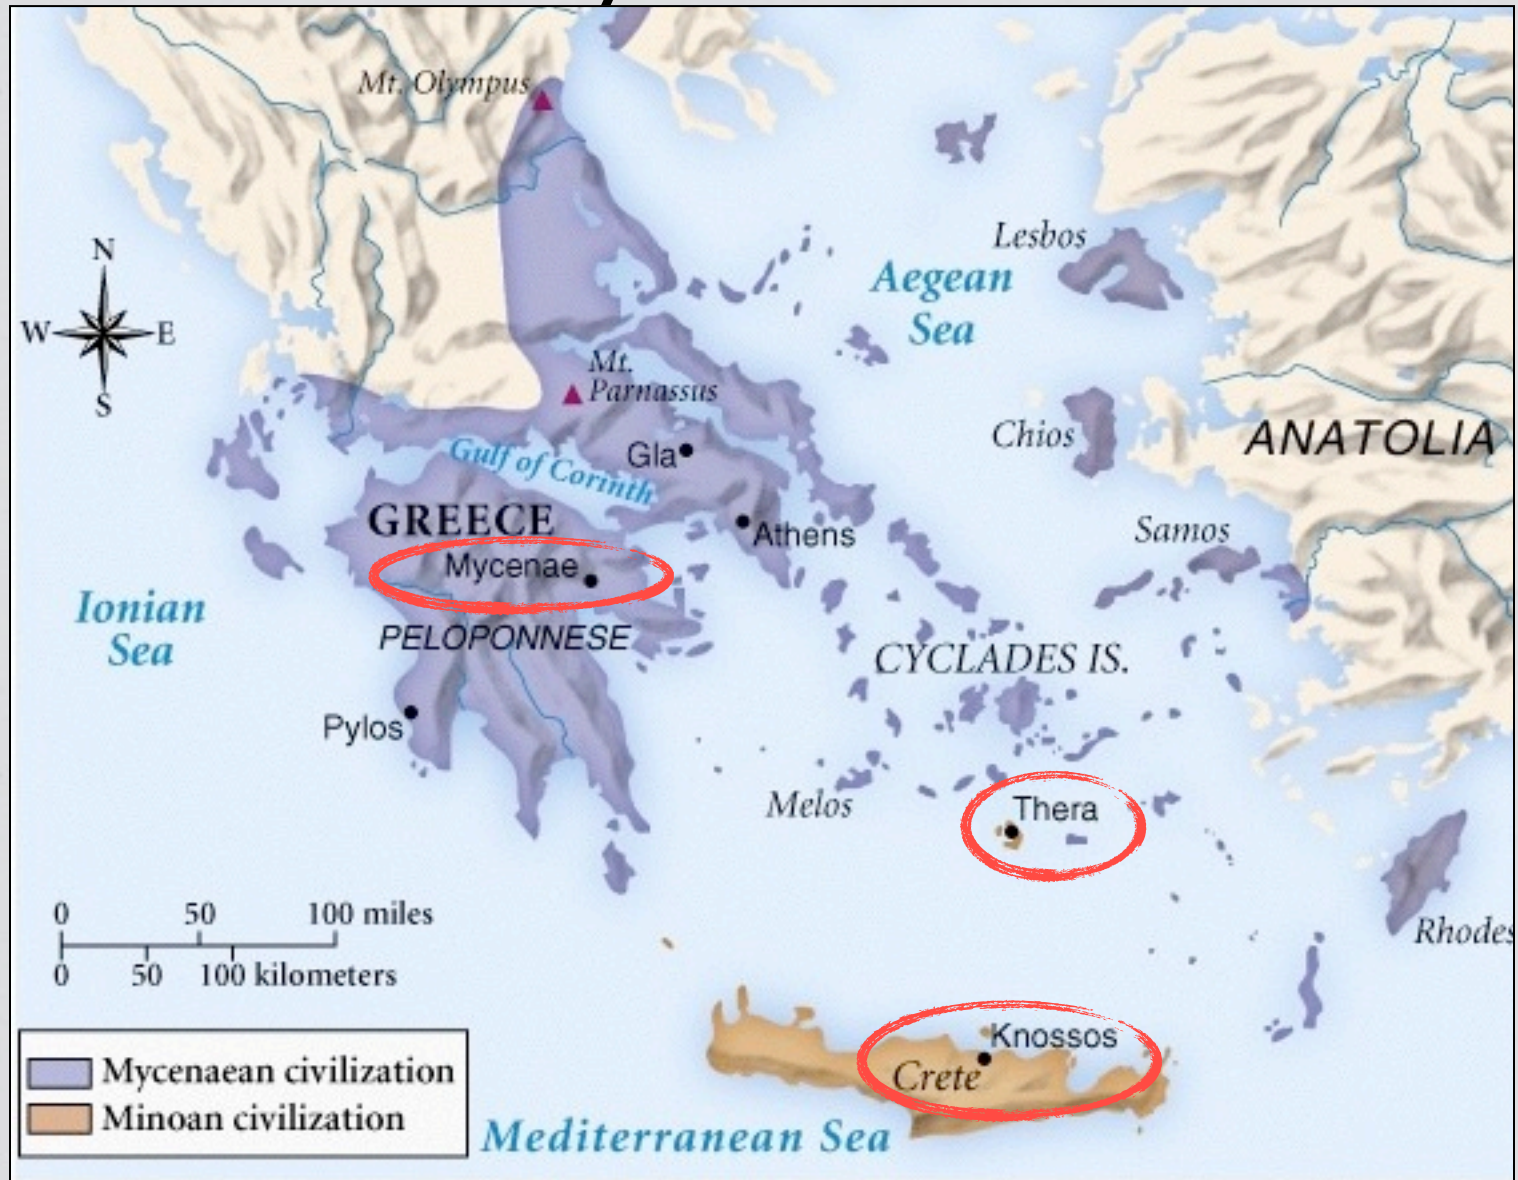 Mt. Olympus
N
W
E
S
Lesbos
Aegean
Sea
Mt.
Parnassus
Chios
ANATOLIA
Gla
Gulf of Corinth
GREECE
Athens
Samos
Mycenae
Ionian
Sea
PELOPONNESE
CYCLADES IS.
Pylos
Melos
Thera
Rhodes
0 50 100 miles
0 50 100 kilometers
Knossos
Crete
Mycenaean civilization
Minoan civilization
Mediterranean Sea